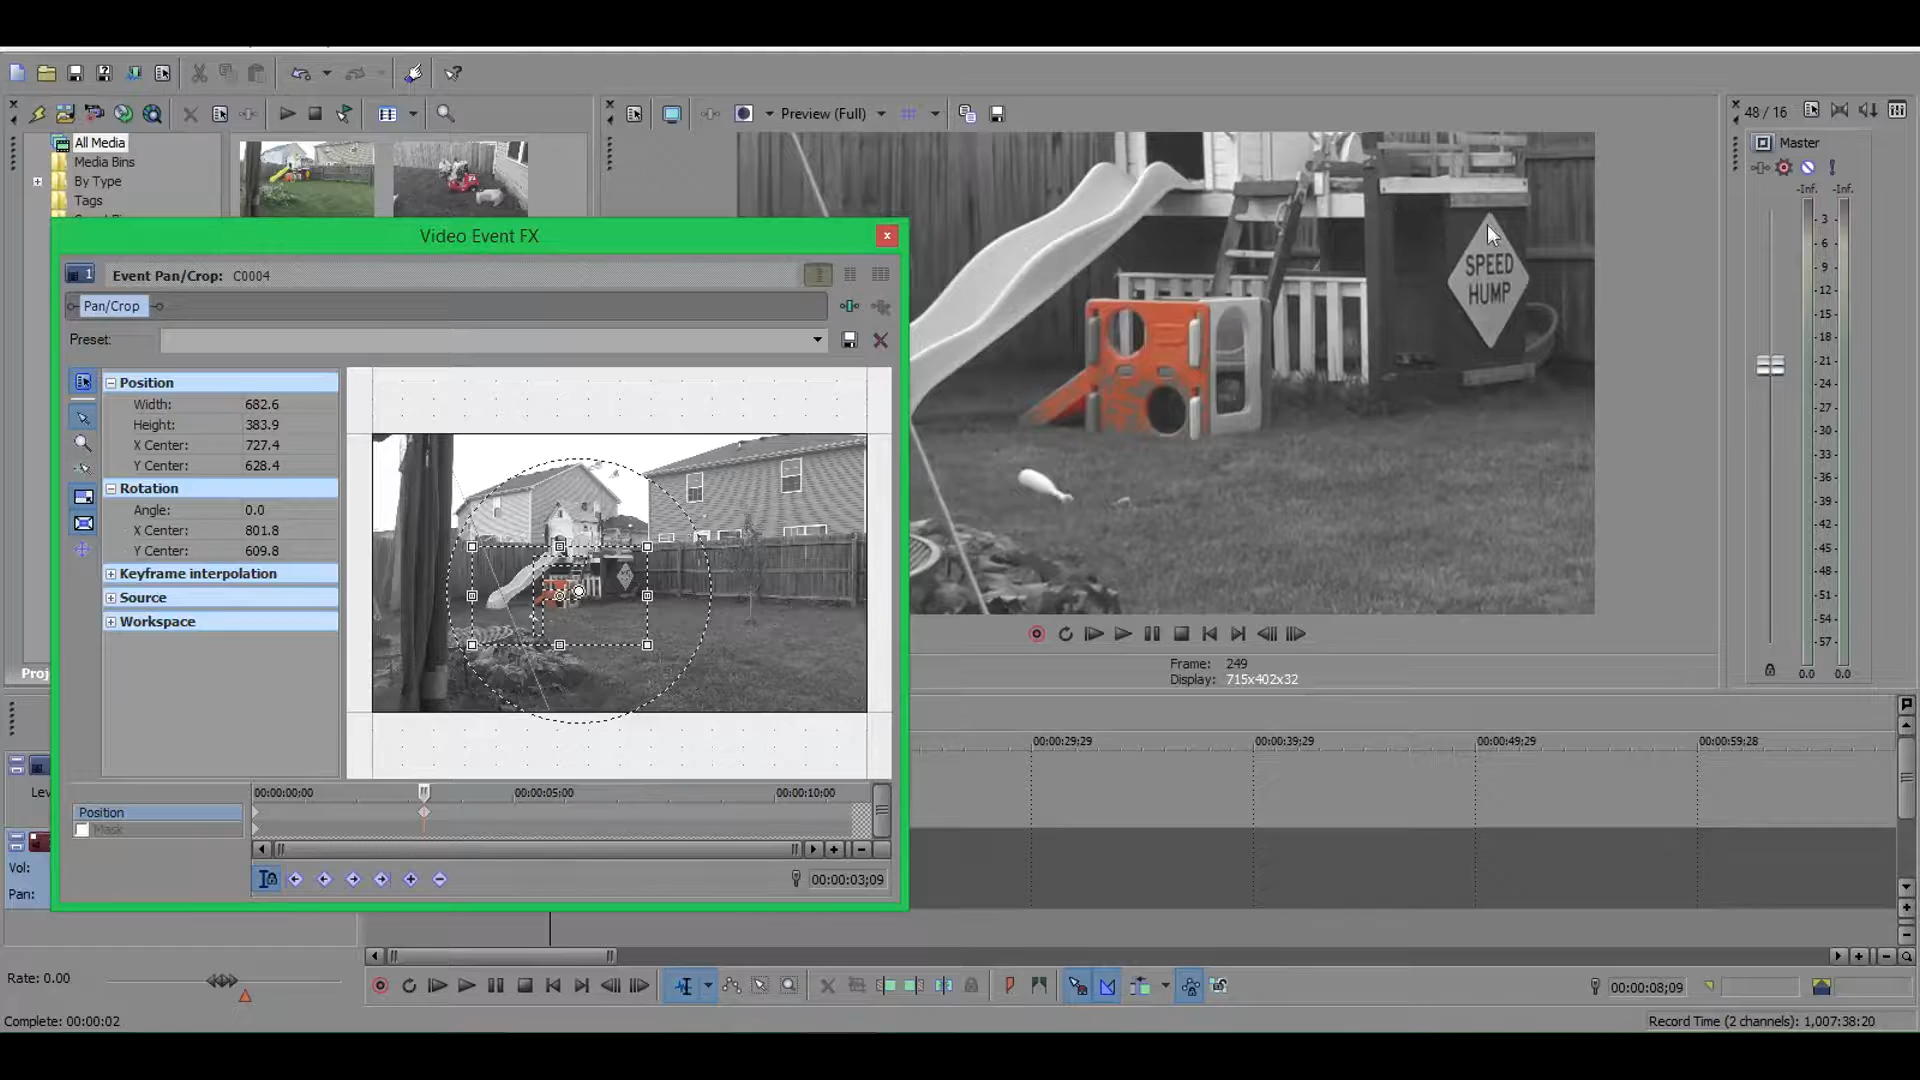 Preview (Full)
48 / 16
All Media
Media Bins
By Type
Tags
Master
-Inf. -Inf.
3
6
9
12
15
18
21
24
27
30
33
36
39
42
45
48
51
54
57
0.0 0.0
SPEED
HUMP
Video Event FX
1 Event Pan/Crop: C0004
Pan/Crop
Preset:
Position
Width: 682.6
Height: 383.9
X Center: 727.4
Y Center: 628.4
Rotation
Angle: 0.0
X Center: 801.8
Y Center: 609.8
Keyframe interpolation
Source
Workspace
Proj
Frame: 249
Display: 715x402x32
00:00:00:00 00:00:05:00 00:00:10:00
Position
Mask
00:00:03;09
00:00:29;29 00:00:39;29 00:00:49;29 00:00:59;28
Lev
Vol:
Pan:
Rate: 0.00
00:00:08;09
Complete: 00:00:02
Record Time (2 channels): 1,007:38:20